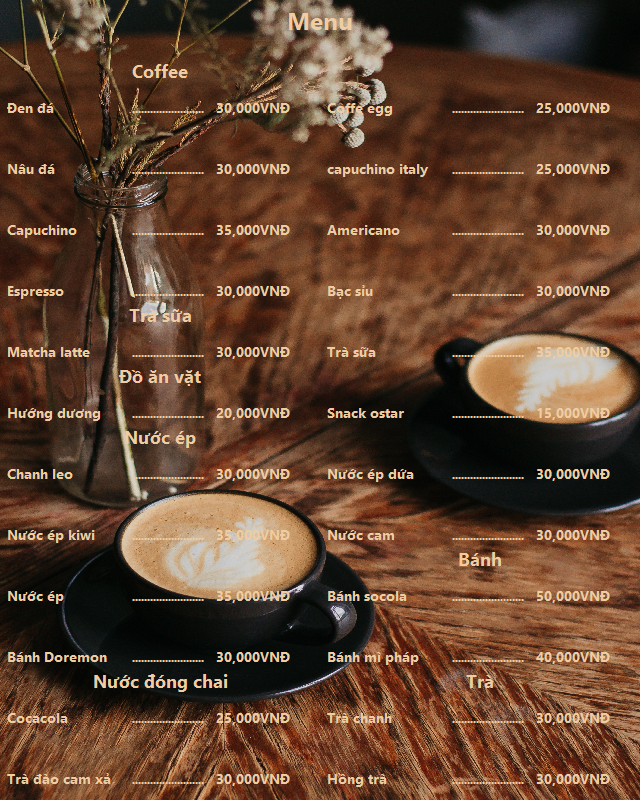 Menu
Coffee
Đen đá ........................ 30,000VNĐ
Coffe egg ........................ 25,000VNĐ
Nâu đá ........................ 30,000VNĐ
capuchino italy ........................ 25,000VNĐ
Capuchino ........................ 35,000VNĐ
Americano ........................ 30,000VNĐ
Espresso ........................ 30,000VNĐ
Bạc sỉu ........................ 30,000VNĐ
Trà sữa
Matcha latte ........................ 30,000VNĐ
Trà sữa ........................ 35,000VNĐ
Đồ ăn vặt
Hướng dương ........................ 20,000VNĐ
Snack ostar ........................ 15,000VNĐ
Nước ép
Chanh leo ........................ 30,000VNĐ
Nước ép dứa ........................ 30,000VNĐ
Nước ép kiwi ........................ 35,000VNĐ
Nước cam ........................ 30,000VNĐ
Bánh
Nước ép ........................ 35,000VNĐ
Bánh socola ........................ 50,000VNĐ
Bánh Doremon ........................ 30,000VNĐ
Bánh mì pháp ........................ 40,000VNĐ
Nước đóng chai
Trà
Cocacola ........................ 25,000VNĐ
Trà chanh ........................ 30,000VNĐ
Trà đào cam xả ........................ 30,000VNĐ
Hồng trà ........................ 30,000VNĐ